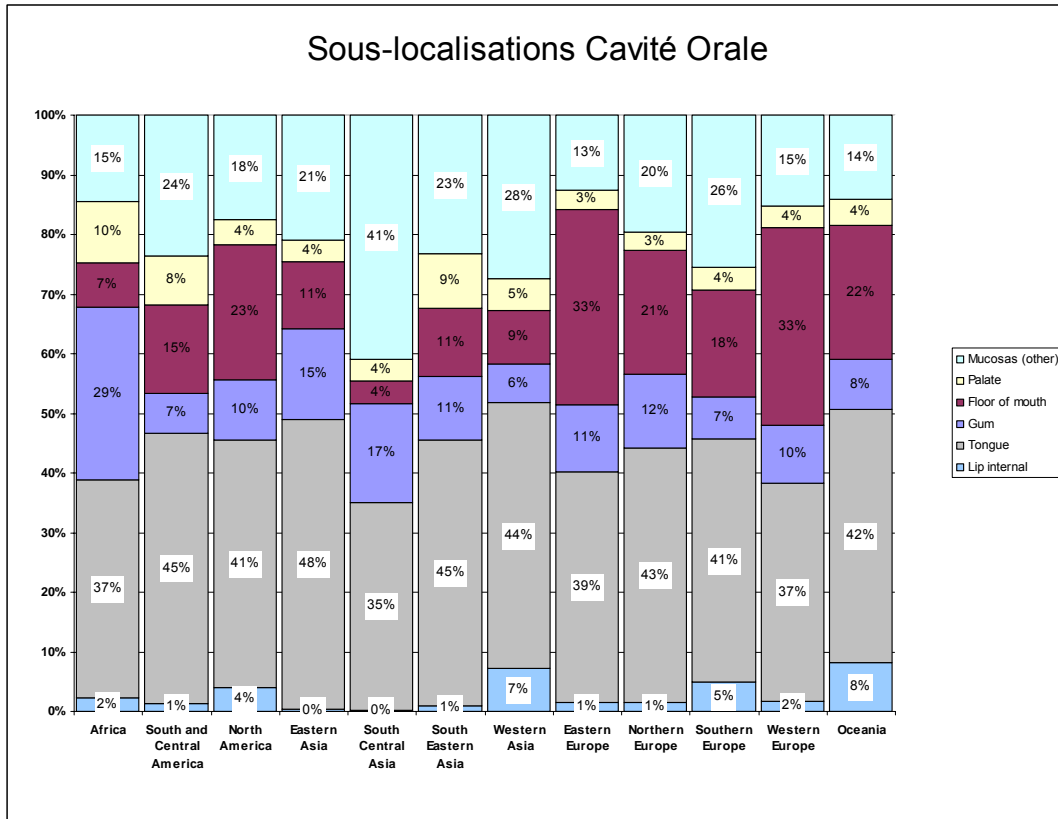 Sous-localisations Cavité Orale
100%
90%
80%
70%
60%
50%
40%
30%
20%
10%
0%
15%
10%
7%
29%
37%
2%
24%
8%
15%
7%
45%
1%
18%
4%
23%
10%
41%
4%
21%
4%
11%
15%
48%
0%
41%
4%
4%
17%
35%
0%
23%
9%
11%
11%
45%
1%
28%
5%
9%
6%
44%
7%
13%
3%
33%
11%
39%
1%
20%
3%
21%
12%
43%
1%
26%
4%
18%
7%
41%
5%
15%
4%
33%
10%
37%
2%
14%
4%
22%
8%
42%
8%
Africa
South and
Central
America
North
America
Eastern
Asia
South
Central
Asia
South
Eastern
Asia
Western
Asia
Eastern
Europe
Northern
Europe
Southern
Europe
Western
Europe
Oceania
Mucosas (other)
Palate
Floor of mouth
Gum
Tongue
Lip internal